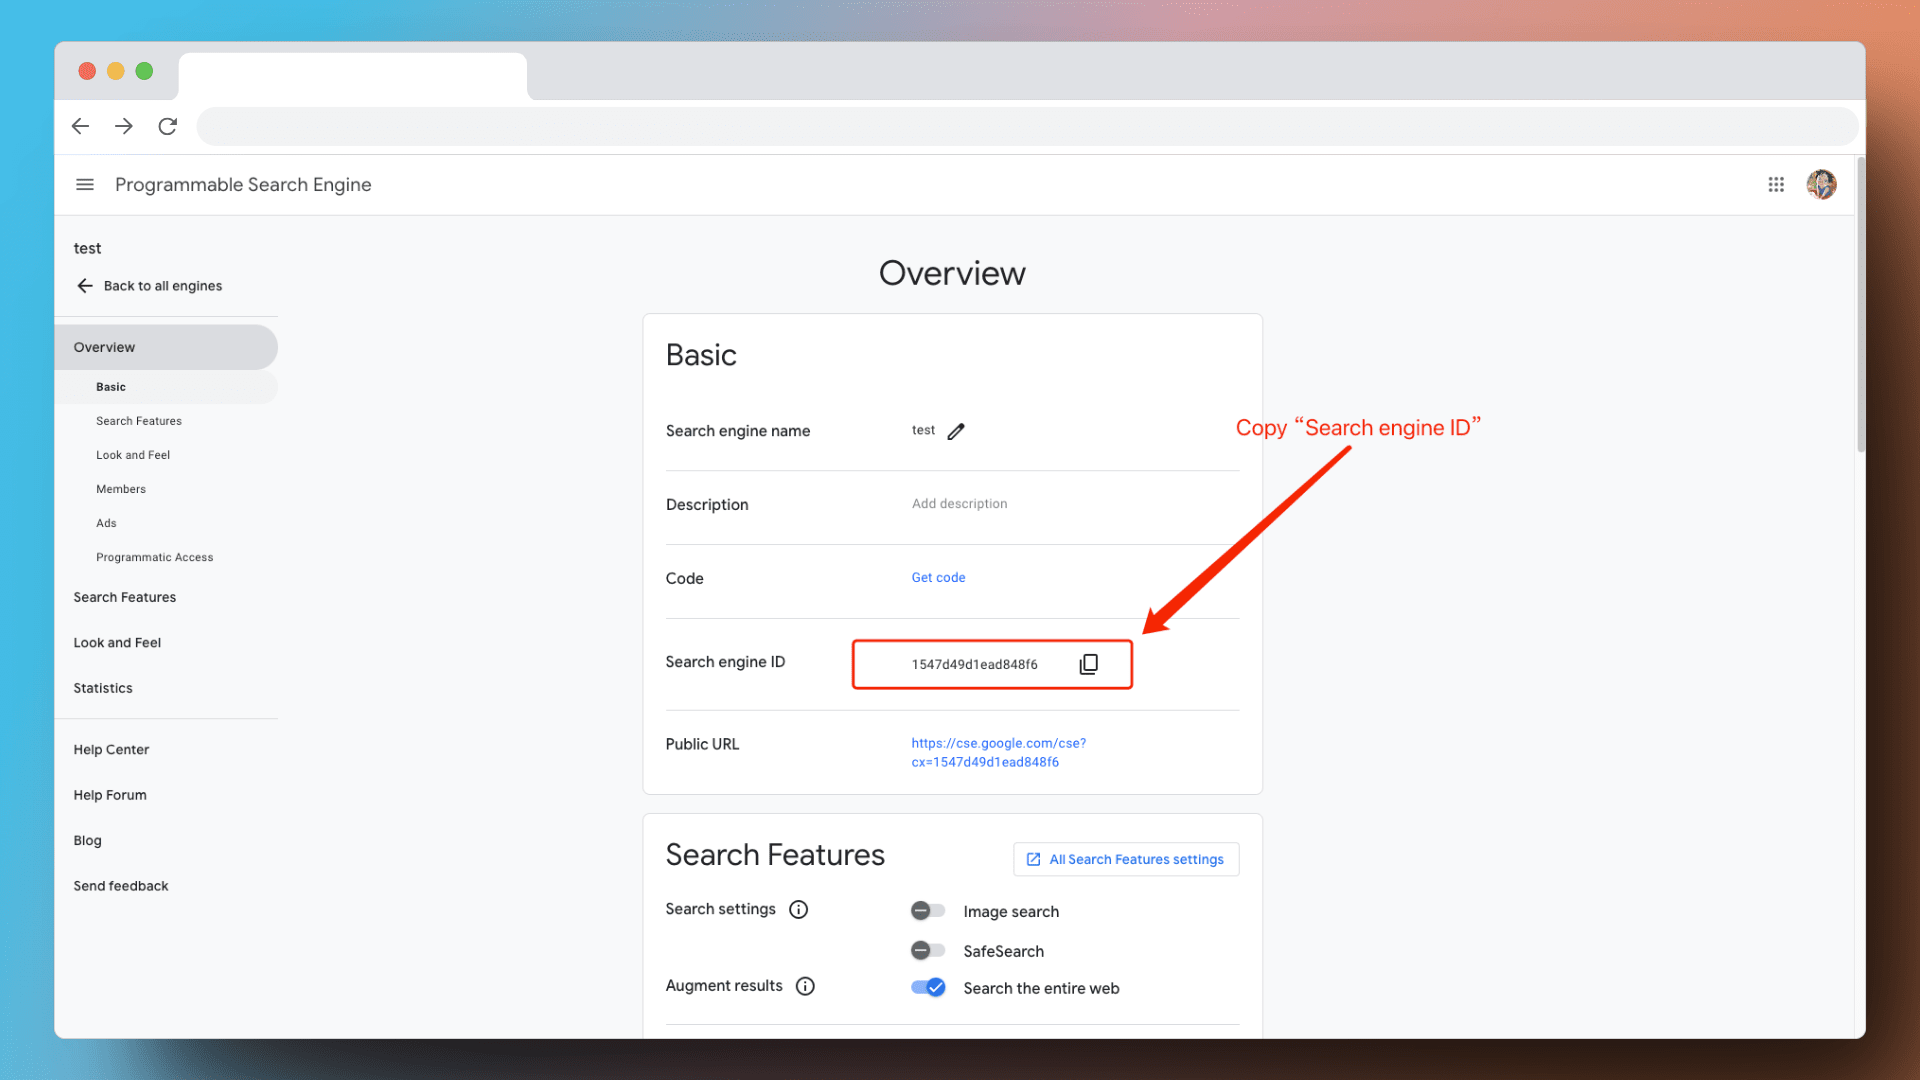 Programmable Search Engine
test
Back to all engines
Overview
Basic
Search Features
Look and Feel
Members
Ads
Programmatic Access
Search Features
Look and Feel
Statistics
Help Center
Help Forum
Blog
Send feedback
Overview
Basic
Search engine name test
Copy “Search engine ID”
Description Add description
Code Get code
Search engine ID 1547d49d1ead848f6
Public URL https://cse.google.com/cse?
cx=1547d49d1ead848f6
Search Features All Search Features settings
Search settings Image search
SafeSearch
Augment results Search the entire web